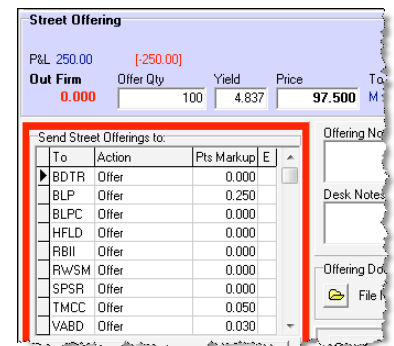 Street Offering
P&L 250.00 [-250.00]
Out Firm Offer Qty Yield Price
0.000 100 4.837 97.500
Send Street Offerings to:
To Action Pts Markup E
BDTR Offer 0.000
BLP Offer 0.250
BLPC Offer 0.000
HFLD Offer 0.000
RBII Offer 0.000
RWSM Offer 0.000
SPSR Offer 0.000
TMCC Offer 0.050
VABD Offer 0.030
Offering No
Desk Notes
Offering Do
File N